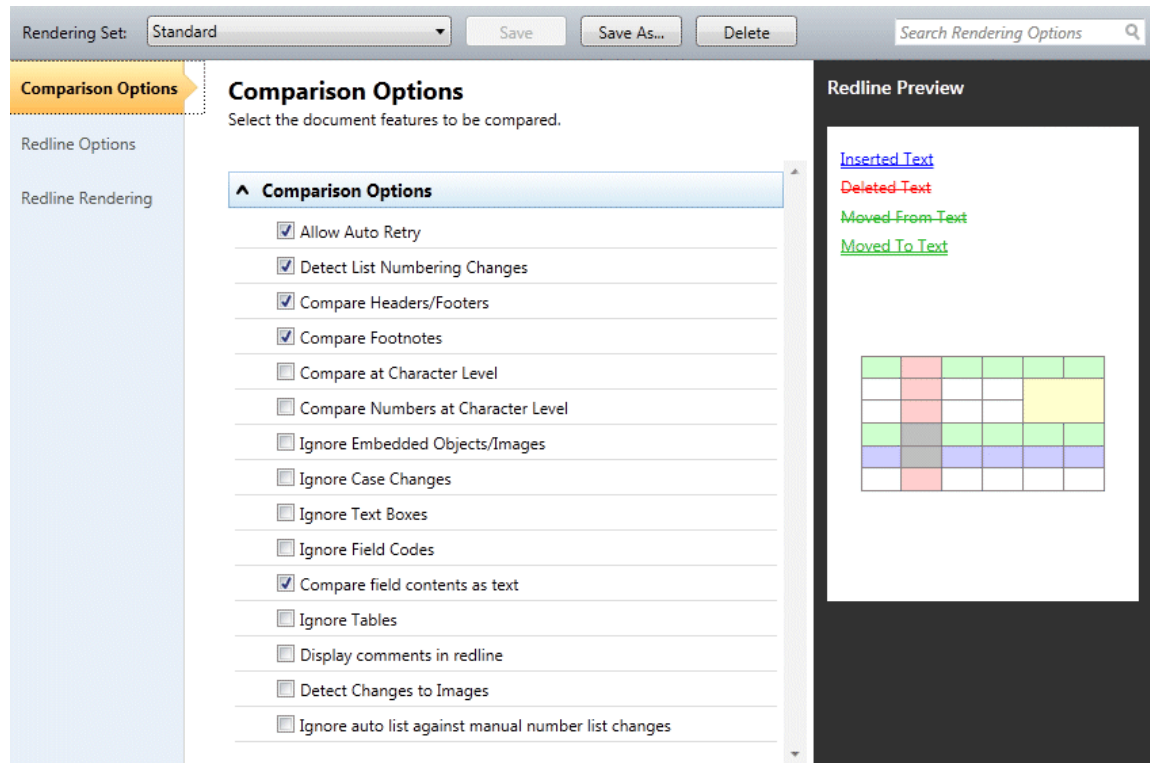 Rendering Set: Standard Save Save As... Delete Search Rendering Options
Comparison Options
Redline Options
Redline Rendering
Comparison Options
Select the document features to be compared.
Comparison Options
Allow Auto Retry
Detect List Numbering Changes
Compare Headers/Footers
Compare Footnotes
Compare at Character Level
Compare Numbers at Character Level
Ignore Embedded Objects/Images
Ignore Case Changes
Ignore Text Boxes
Ignore Field Codes
Compare field contents as text
Ignore Tables
Display comments in redline
Detect Changes to Images
Ignore auto list against manual number list changes
Redline Preview
Inserted Text
Deleted Text
Moved From Text
Moved To Text